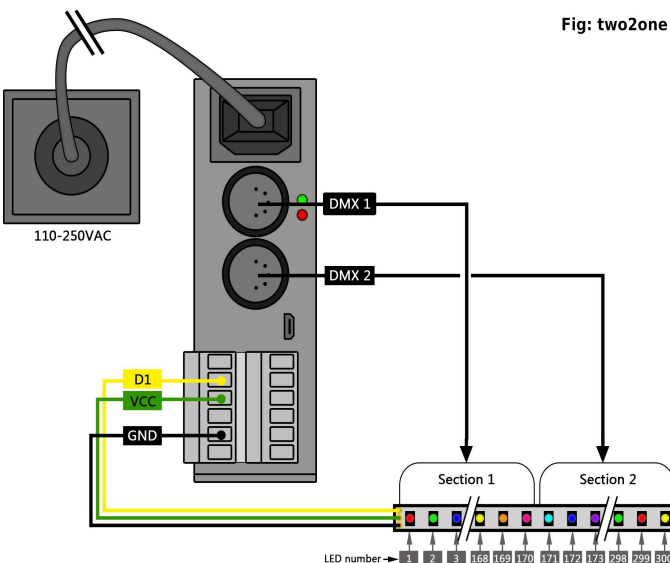 Fig: two2one
110-250VAC
DMX 1
DMX 2
D1
VCC
GND
Section 1 Section 2
LED number 1 2 3 168 169 170 171 172 173 298 299 300